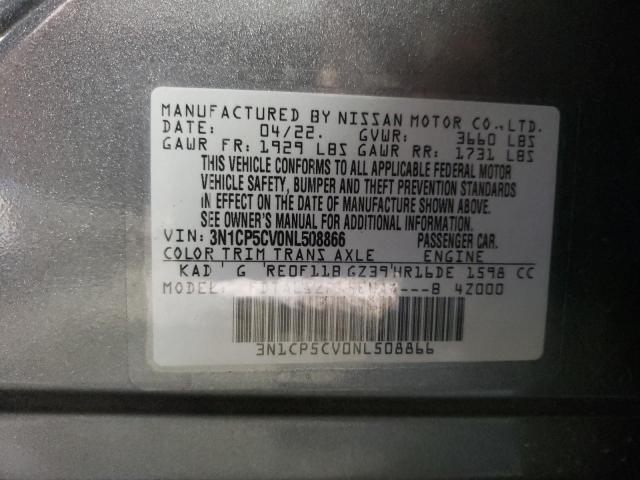 MANUFACTURED BY NISSAN MOTOR CO., LTD.
DATE: 04/22. GVWR: 3660 LBS
GAWR FR: 1929 LBS GAWR RR: 1731 LBS
THIS VEHICLE CONFORMS TO ALL APPLICABLE FEDERAL MOTOR
VEHICLE SAFETY, BUMPER AND THEFT PREVENTION STANDARDS
IN EFFECT ON THE DATE OF MANUFACTURE SHOWN ABOVE.
SEE OWNER'S MANUAL FOR ADDITIONAL INFORMATION.
VIN: 3N1CP5CV0NL508866 PASSENGER CAR.
COLOR TRIM TRANS AXLE ENGINE
KAD G RE0F11B GZ39 HR16DE 1598 CC
MODEL: B 4Z000
3N1CP5CV0NL508866